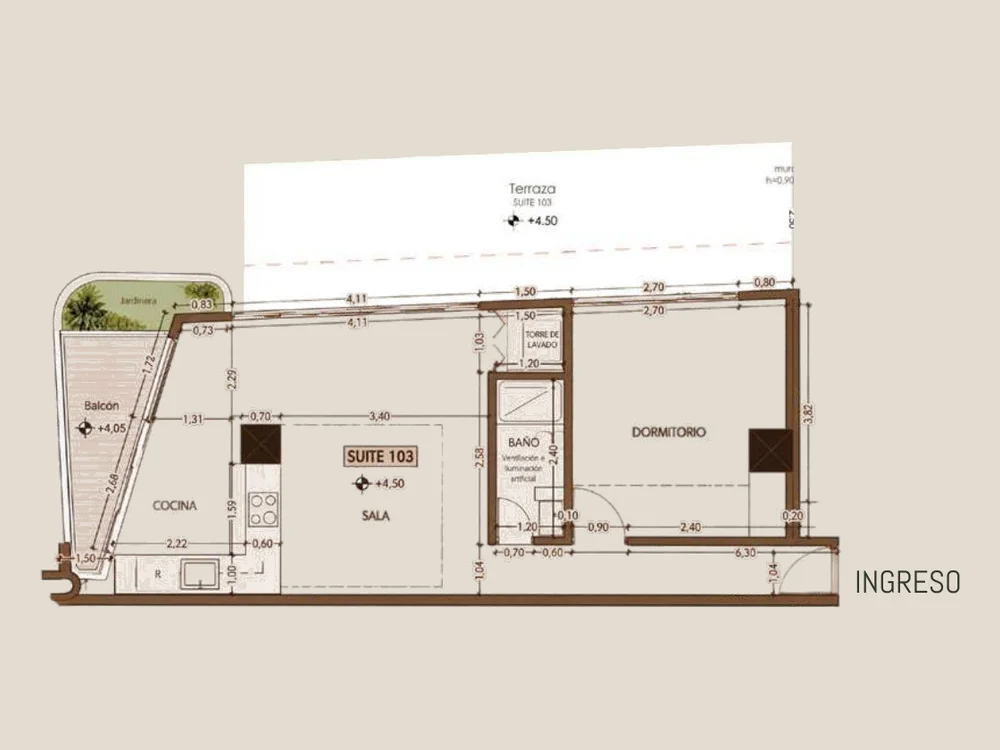 Terraza
SUITE 103
+4.50
h=0,90
Jardinera
0,83
4,11
1,50
2,70
0,80
0,73
4,11
1,50
2,70
1,72
1,03
TORRE DE
LAVADO
1,20
2,29
Balcón
+4,05
1,31
0,70
3,40
3,82
DORMITORIO
BAÑO
Ventilación e
iluminación
artificial
2,40
SUITE 103
+4,50
2,58
2,68
COCINA
1,59
SALA
0,10
0,20
1,20
0,90
2,40
2,22
0,60
0,70
0,60
6,30
1,50
R
1,00
1,04
1,04
INGRESO